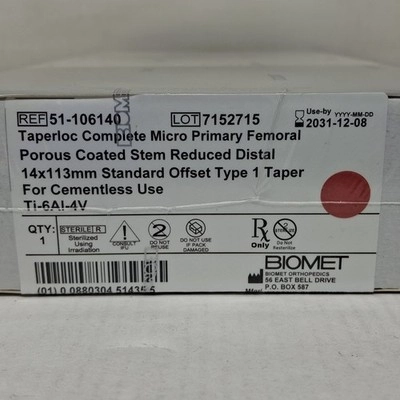 REF 51-106140 LOT 7152715 Use-by YYYY-MM-DD
2031-12-08
Taperloc Complete Micro Primary Femoral
Porous Coated Stem Reduced Distal
14x113mm Standard Offset Type 1 Taper
For Cementless Use
Ti-6Al-4V
QTY: 1
STERILE R
Sterilized Using Irradiation
CONSULT IFU
2
DO NOT REUSE
DO NOT USE IF PACK DAMAGED
Rx Only
Do Not Resterilize
BIOMET
BIOMET ORTHOPEDICS
56 EAST BELL DRIVE
P.O. BOX 587
(01) 0 0880304 51435 5